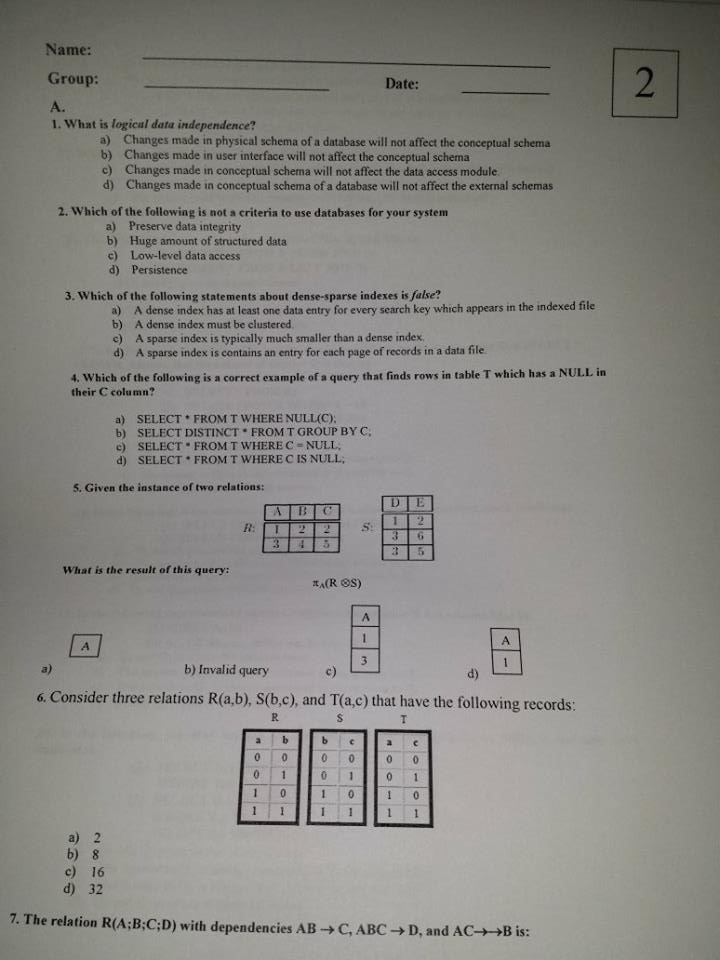 Name:
2
Group:
Date:
A.
1. What is logical data independence?
a) Changes made in physical schema of a database will not affect the conceptual schema
b) Changes made in user interface will not affect the conceptual schema
c) Changes made in conceptual schema will not affect the data access module.
d) Changes made in conceptual schema of a database will not affect the external schemas
2. Which of the following is not a criteria to use databases for your system
a) Preserve data integrity
b) Huge amount of structured data
c) Low-level data access
d) Persistence
3. Which of the following statements about dense-sparse indexes is false?
a) A dense index has at least one data entry for every search key which appears in the indexed file
b) A dense index must be clustered.
c) A sparse index is typically much smaller than a dense index.
d) A sparse index is contains an entry for each page of records in a data file.
4. Which of the following is a correct example of a query that finds rows in table T which has a NULL in
their C column?
a) SELECT * FROM T WHERE NULL(C);
b) SELECT DISTINCT * FROM T GROUP BY C;
c) SELECT * FROM T WHERE C = NULL;
d) SELECT * FROM T WHERE C IS NULL;
5. Given the instance of two relations:
R:
A B C
1 2 2
3 4 5
S:
D E
1 2
3 6
3 5
What is the result of this query:
πA(R ⊗S)
a)
A
b) Invalid query
c)
A
1
3
d)
A
1
6. Consider three relations R(a,b), S(b,c), and T(a,c) that have the following records:
R S T
a b b c a c
0 0 0 0 0 0
0 1 0 1 0 1
1 0 1 0 1 0
1 1 1 1 1 1
a) 2
b) 8
c) 16
d) 32
7. The relation R(A;B;C;D) with dependencies AB → C, ABC → D, and AC→→B is: